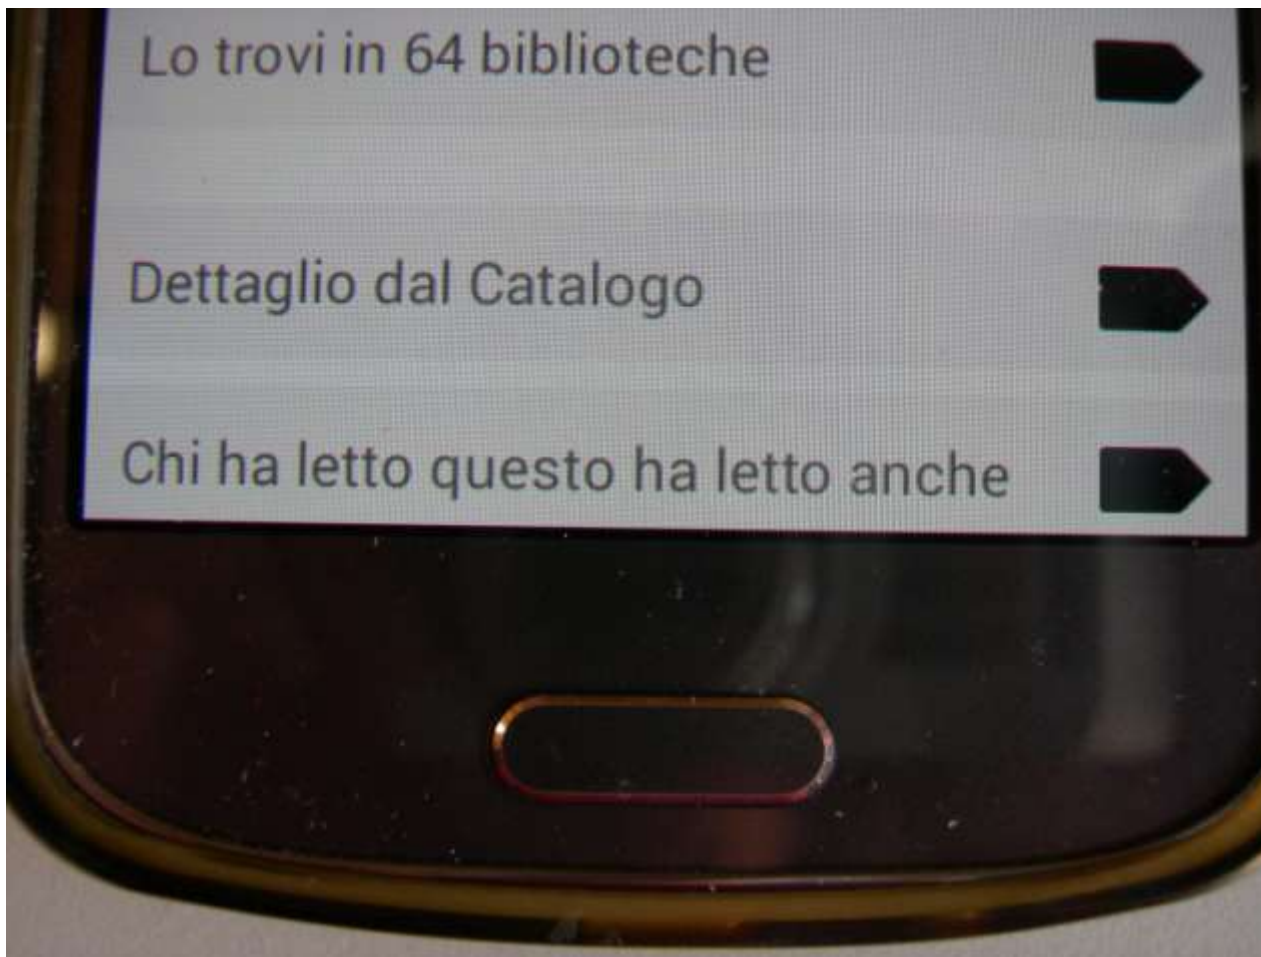 Lo trovi in 64 biblioteche
Dettaglio dal Catalogo
Chi ha letto questo ha letto anche